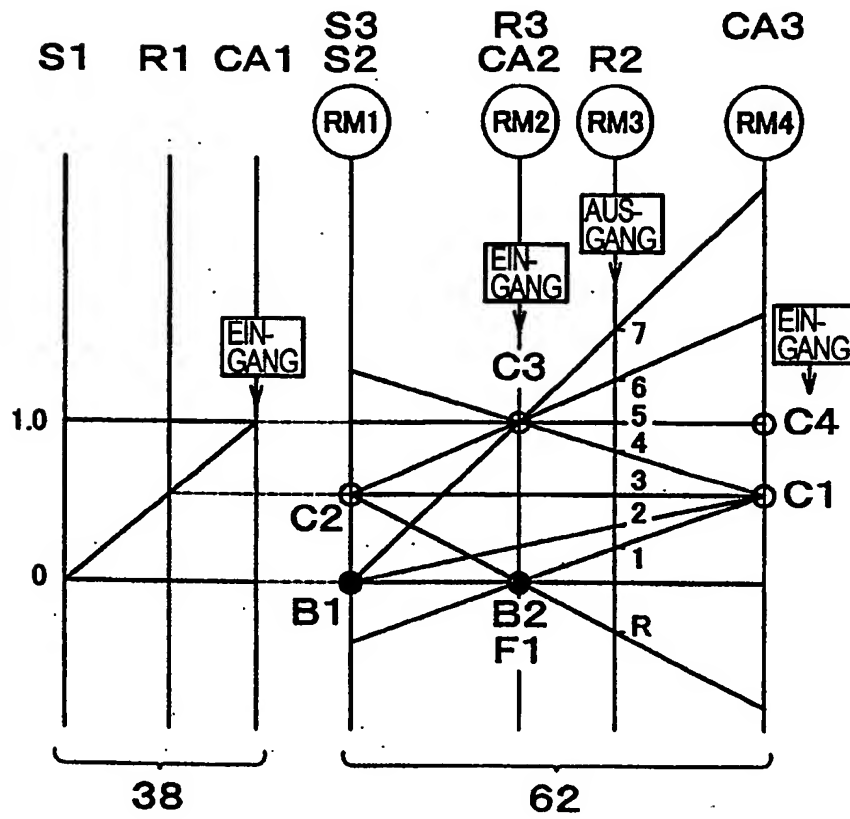 S3 R3 CA3
S1 R1 CA1 S2 CA2 R2
RM1 RM2 RM3 RM4
AUS-
GANG
EIN-
GANG
EIN-
GANG
EIN-
GANG
7
C3
6
1.0
5
C4
4
3
C1
C2
2
0
1
B1
B2
R
F1
38
62